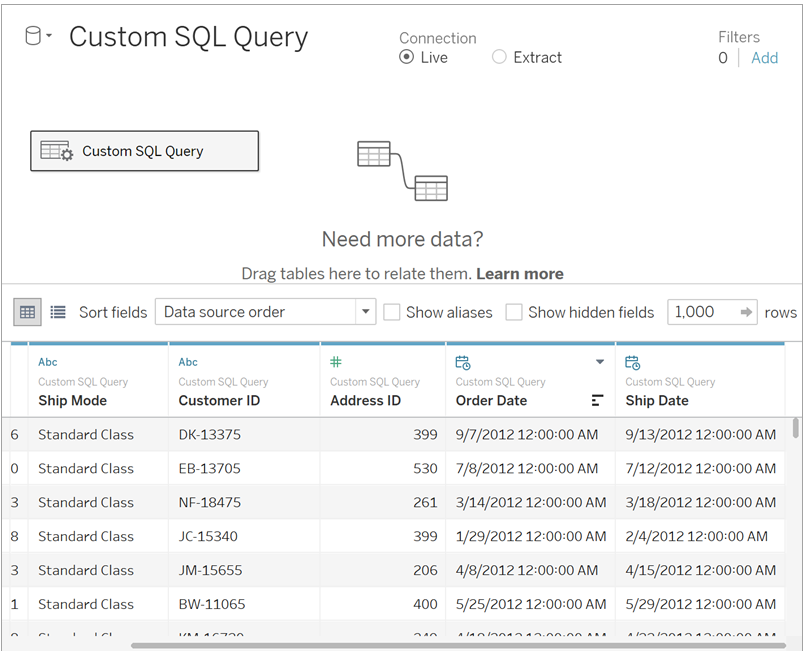 Custom SQL Query
Connection
Live Extract
Filters
0 Add
Custom SQL Query
Need more data?
Drag tables here to relate them. Learn more
Sort fields Data source order Show aliases Show hidden fields 1,000 rows
Abc Abc #
Custom SQL Query Custom SQL Query Custom SQL Query Custom SQL Query Custom SQL Query
Ship Mode Customer ID Address ID Order Date Ship Date
6 Standard Class DK-13375 399 9/7/2012 12:00:00 AM 9/13/2012 12:00:00 AM
0 Standard Class EB-13705 530 7/8/2012 12:00:00 AM 7/12/2012 12:00:00 AM
3 Standard Class NF-18475 261 3/14/2012 12:00:00 AM 3/18/2012 12:00:00 AM
8 Standard Class JC-15340 399 1/29/2012 12:00:00 AM 2/4/2012 12:00:00 AM
3 Standard Class JM-15655 206 4/8/2012 12:00:00 AM 4/15/2012 12:00:00 AM
1 Standard Class BW-11065 400 5/25/2012 12:00:00 AM 5/29/2012 12:00:00 AM